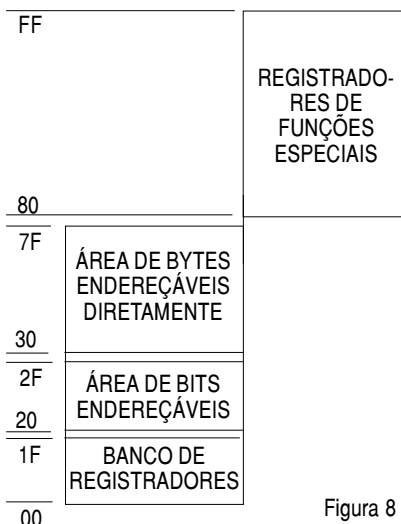 FF
REGISTRADO-
RES DE
FUNÇÕES
ESPECIAIS
80
7F
ÁREA DE BYTES
ENDEREÇÁVEIS
DIRETAMENTE
30
2F
ÁREA DE BITS
ENDEREÇÁVEIS
20
1F
BANCO DE
REGISTRADORES
00
Figura 8